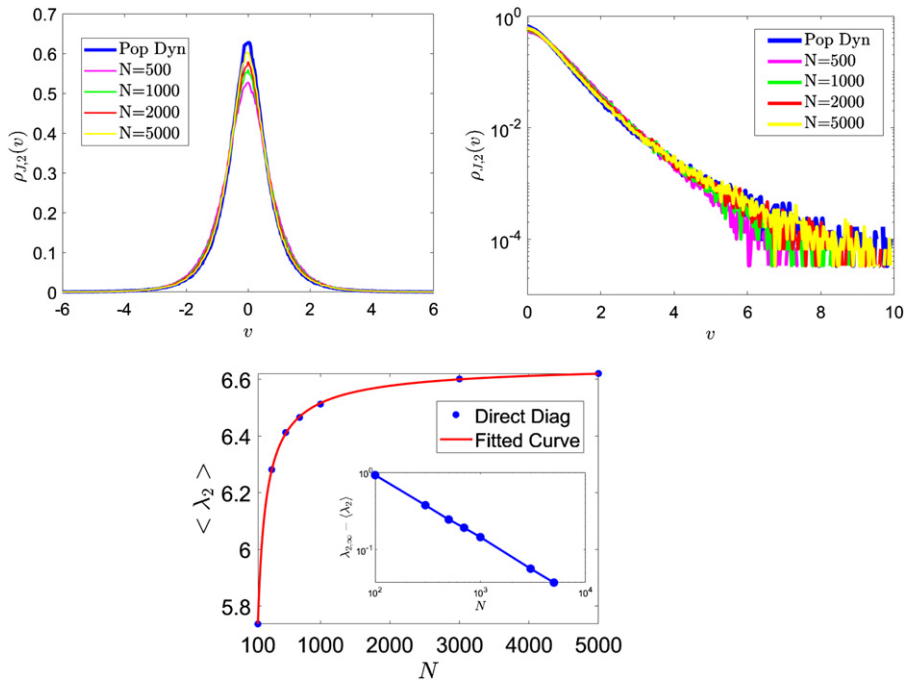 0.7
0.6
0.5
0.4
0.3
0.2
0.1
0
ρ_{J,2}(v)
Pop Dyn
N=500
N=1000
N=2000
N=5000
-6 -4 -2 0 2 4 6
v
10^0
10^{-2}
10^{-4}
ρ_{J,2}(v)
Pop Dyn
N=500
N=1000
N=2000
N=5000
0 2 4 6 8 10
v
6.6
6.4
6.2
6
5.8
< λ_2 >
Direct Diag
Fitted Curve
10^0
10^{-1}
λ_{2,∞} − ⟨λ_2⟩
10^2 10^3 10^4
N
100 1000 2000 3000 4000 5000
N